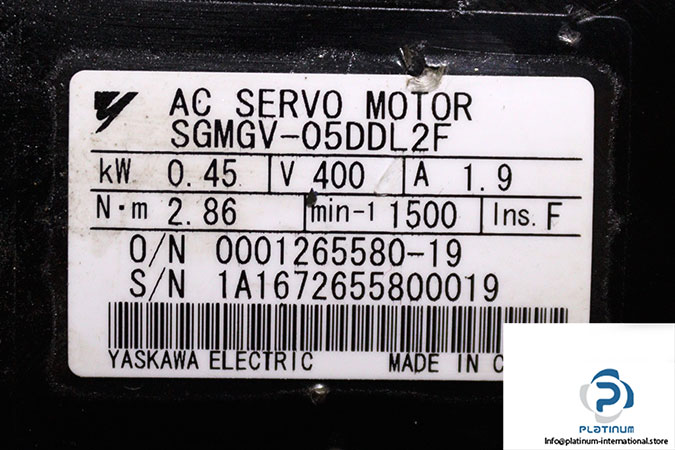 AC SERVO MOTOR
SGMGV-05DDL2F
kW 0.45 V 400 A 1.9
N·m 2.86 min-1 1500 Ins. F
O/N 0001265580-19
S/N 1A1672655800019
YASKAWA ELECTRIC MADE IN
PLATINUM
Info@platinum-international.store